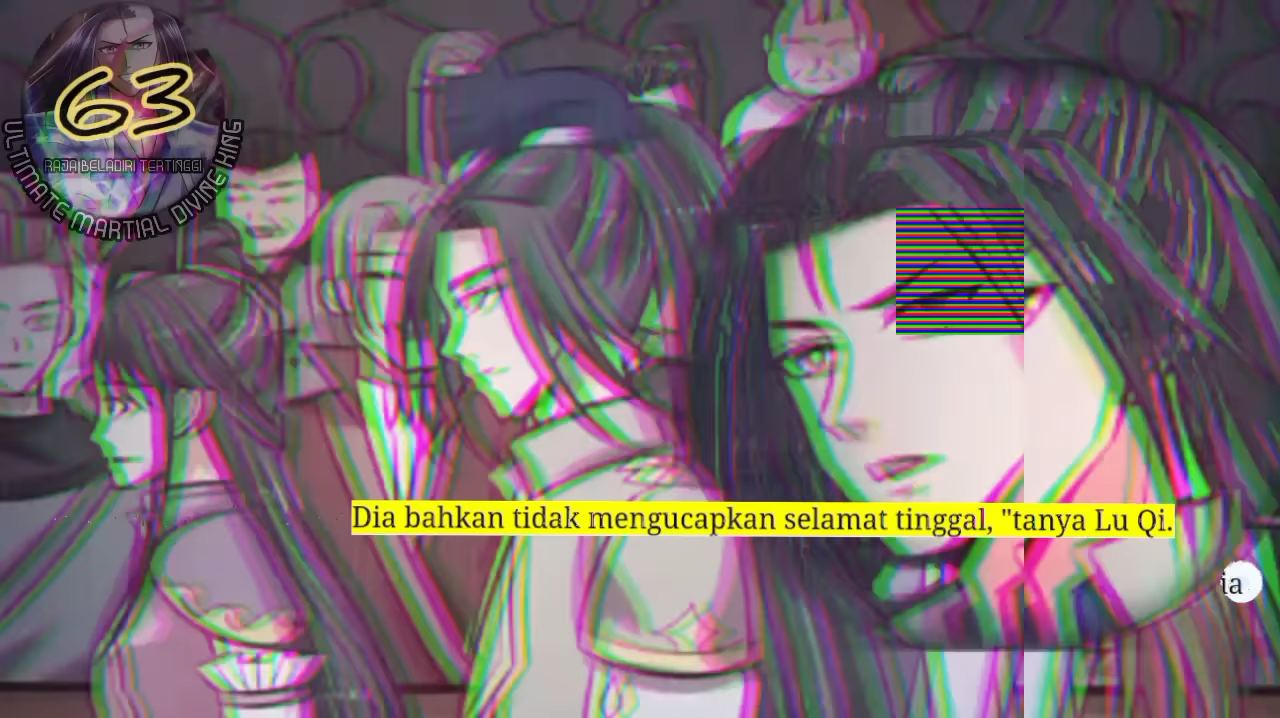 63
RAJA BELADIRI TERTINGGI
ULTIMATE MARTIAL DIVINE KING
Dia bahkan tidak mengucapkan selamat tinggal, "tanya Lu Qi.
ia